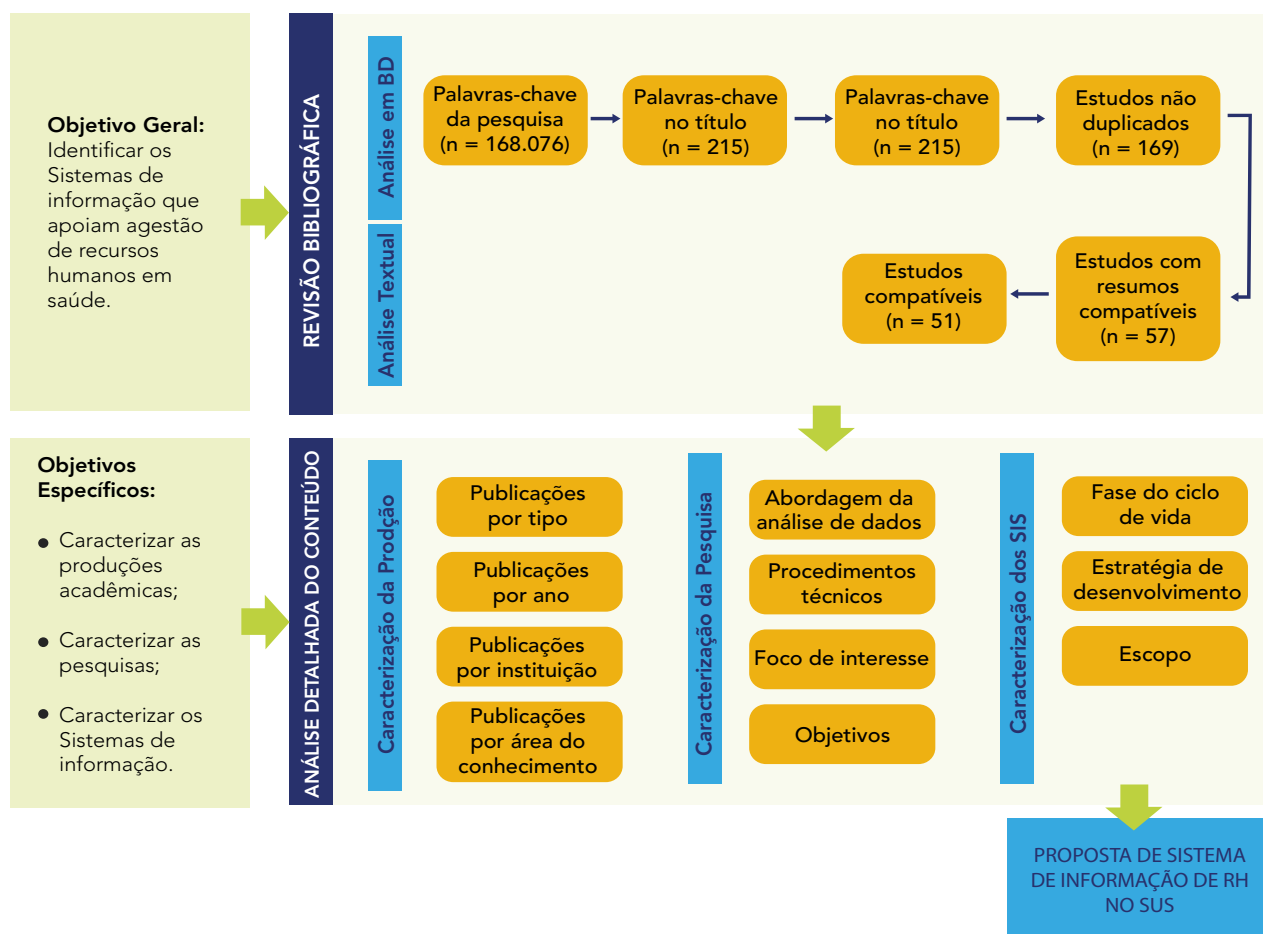 Objetivo Geral:
Identificar os
Sistemas de
informação que
apoiam agestão
de recursos
humanos em
saúde.
REVISÃO BIBLIOGRÁFICA
Análise em BD
Palavras-chave
da pesquisa
(n = 168.076)
Palavras-chave
no título
(n = 215)
Palavras-chave
no título
(n = 215)
Estudos não
duplicados
(n = 169)
Análise Textual
Estudos com
resumos
compatíveis
(n = 57)
Estudos
compatíveis
(n = 51)
Objetivos
Específicos:
● Caracterizar as
produções
acadêmicas;
● Caracterizar as
pesquisas;
● Caracterizar os
Sistemas de
informação.
ANÁLISE DETALHADA DO CONTEÚDO
Caracterização da Prodção
Publicações
por tipo
Publicações
por ano
Publicações
por instituição
Publicações
por área do
conhecimento
Caracterização da Pesquisa
Abordagem da
análise de dados
Procedimentos
técnicos
Foco de interesse
Objetivos
Caracterização dos SIS
Fase do ciclo
de vida
Estratégia de
desenvolvimento
Escopo
PROPOSTA DE SISTEMA
DE INFORMAÇÃO DE RH
NO SUS